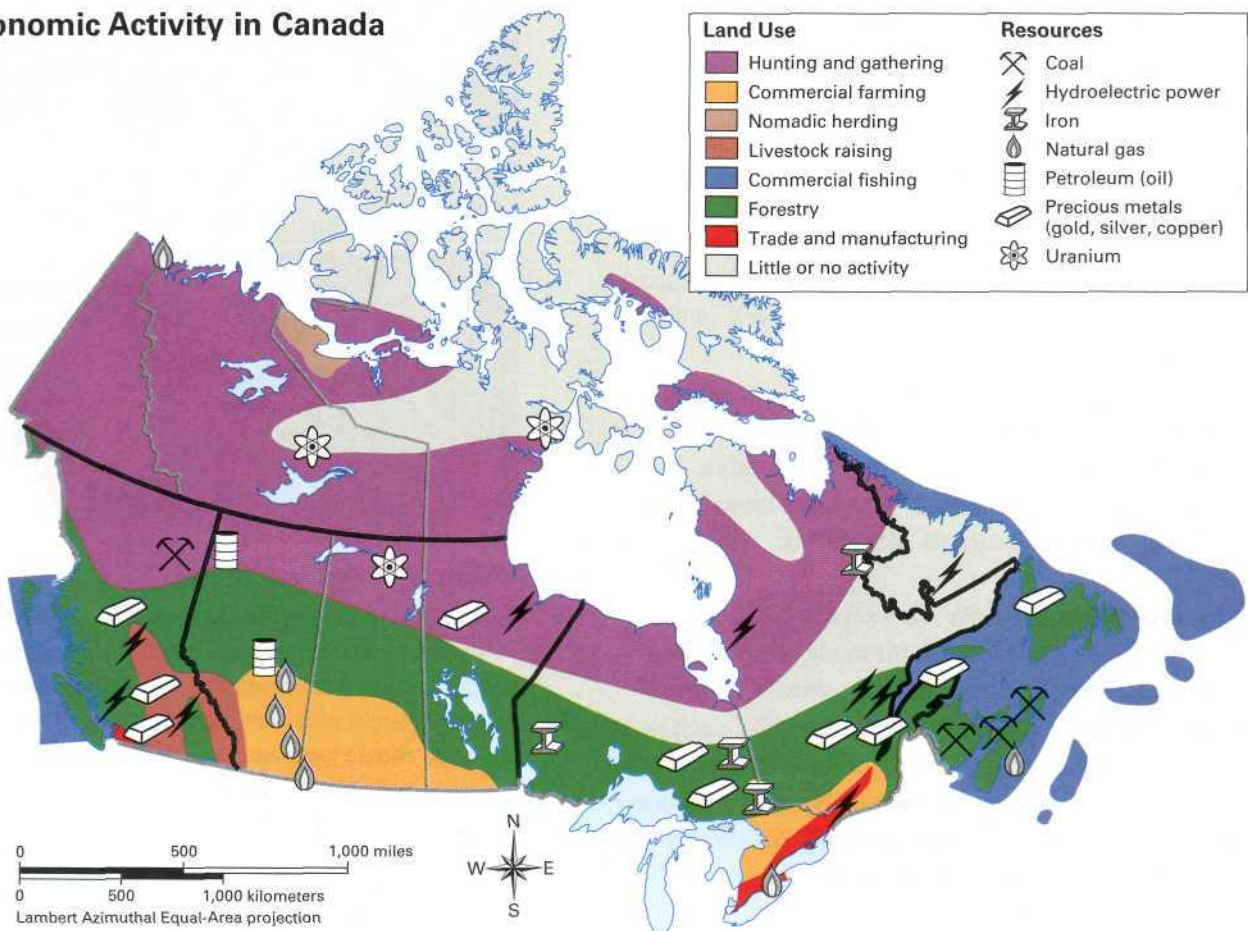 onomic Activity in Canada
Land Use
Hunting and gathering
Commercial farming
Nomadic herding
Livestock raising
Commercial fishing
Forestry
Trade and manufacturing
Little or no activity
Resources
Coal
Hydroelectric power
Iron
Natural gas
Petroleum (oil)
Precious metals
(gold, silver, copper)
Uranium
0 500 1,000 miles
0 500 1,000 kilometers
Lambert Azimuthal Equal-Area projection
N
W E
S